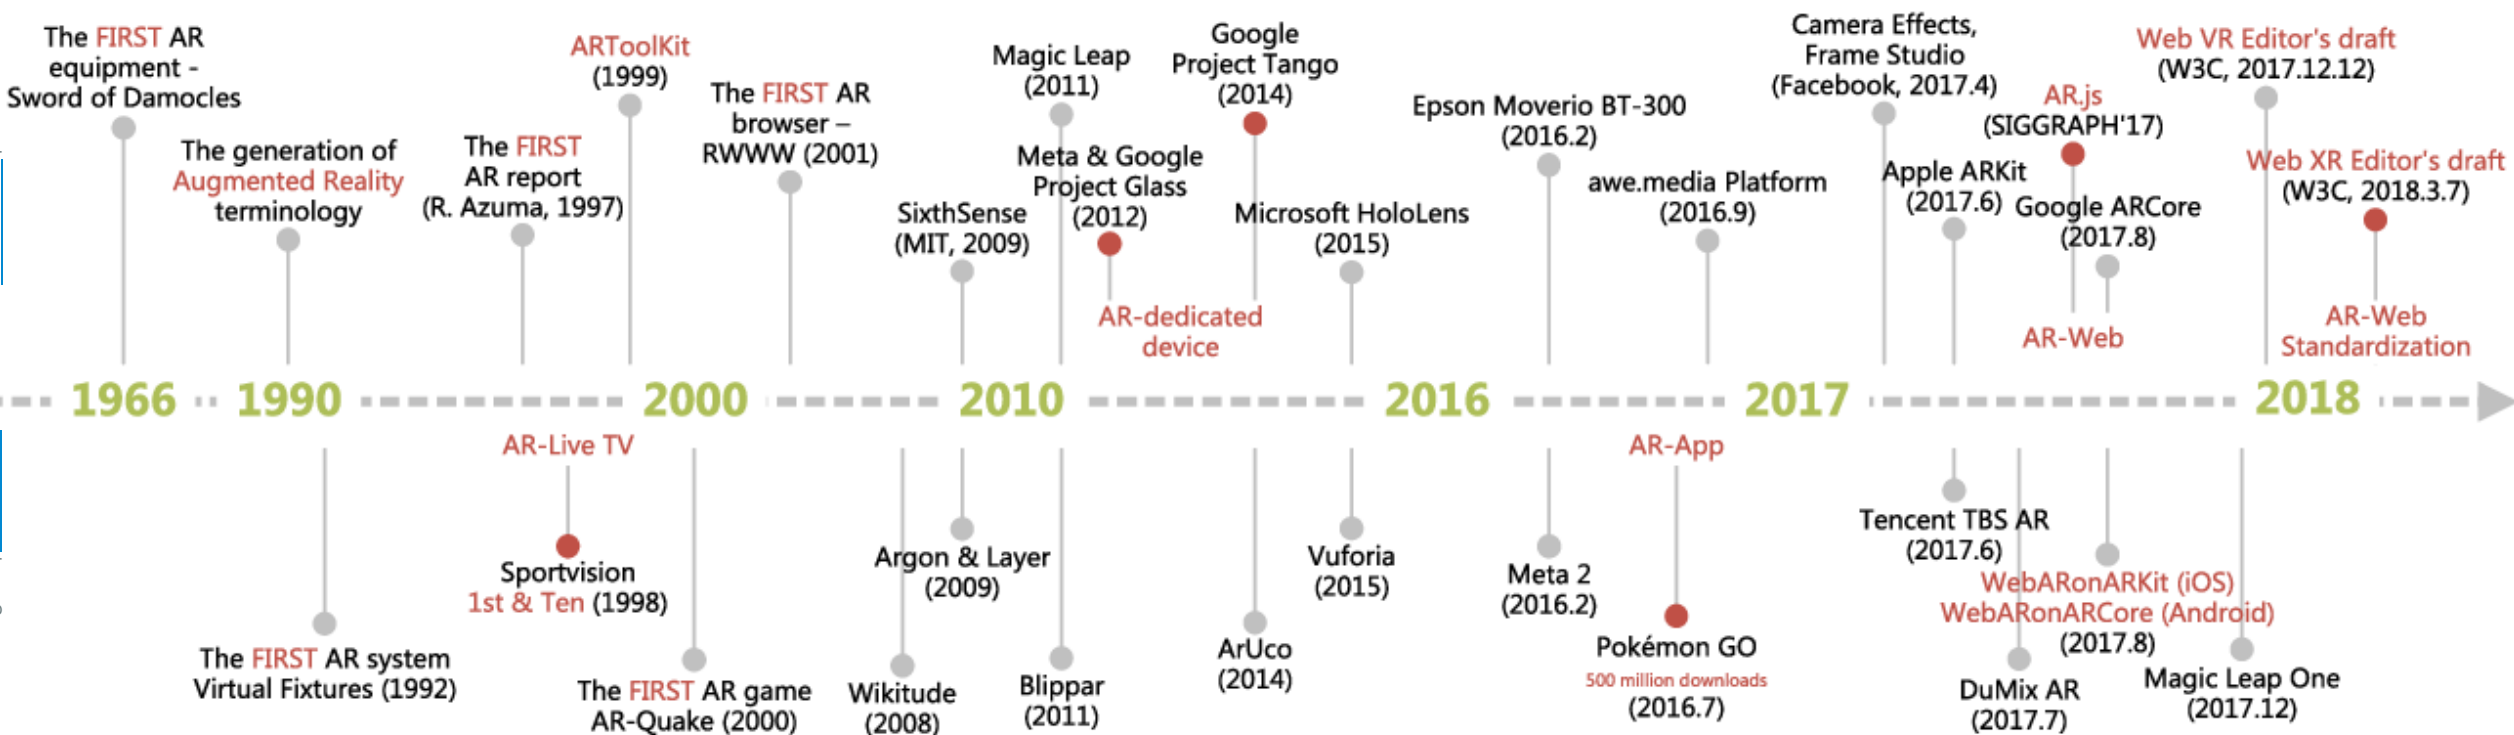 The FIRST AR
equipment -
Sword of Damocles
The generation of
Augmented Reality
terminology
The FIRST
AR report
(R. Azuma, 1997)
ARToolKit
(1999)
The FIRST AR
browser –
RWWW (2001)
SixthSense
(MIT, 2009)
Magic Leap
(2011)
Meta & Google
Project Glass
(2012)
Google
Project Tango
(2014)
AR-dedicated
device
Microsoft HoloLens
(2015)
Epson Moverio BT-300
(2016.2)
awe.media Platform
(2016.9)
Camera Effects,
Frame Studio
(Facebook, 2017.4)
Apple ARKit
(2017.6)
AR.js
(SIGGRAPH'17)
Google ARCore
(2017.8)
AR-Web
Web VR Editor's draft
(W3C, 2017.12.12)
Web XR Editor's draft
(W3C, 2018.3.7)
AR-Web
Standardization
1966 1990 2000 2010 2016 2017 2018
The FIRST AR system
Virtual Fixtures (1992)
AR-Live TV
Sportvision
1st & Ten (1998)
The FIRST AR game
AR-Quake (2000)
Wikitude
(2008)
Argon & Layer
(2009)
Blippar
(2011)
ArUco
(2014)
Vuforia
(2015)
Meta 2
(2016.2)
AR-App
Pokémon GO
500 million downloads
(2016.7)
Tencent TBS AR
(2017.6)
DuMix AR
(2017.7)
WebARonARKit (iOS)
WebARonARCore (Android)
(2017.8)
Magic Leap One
(2017.12)